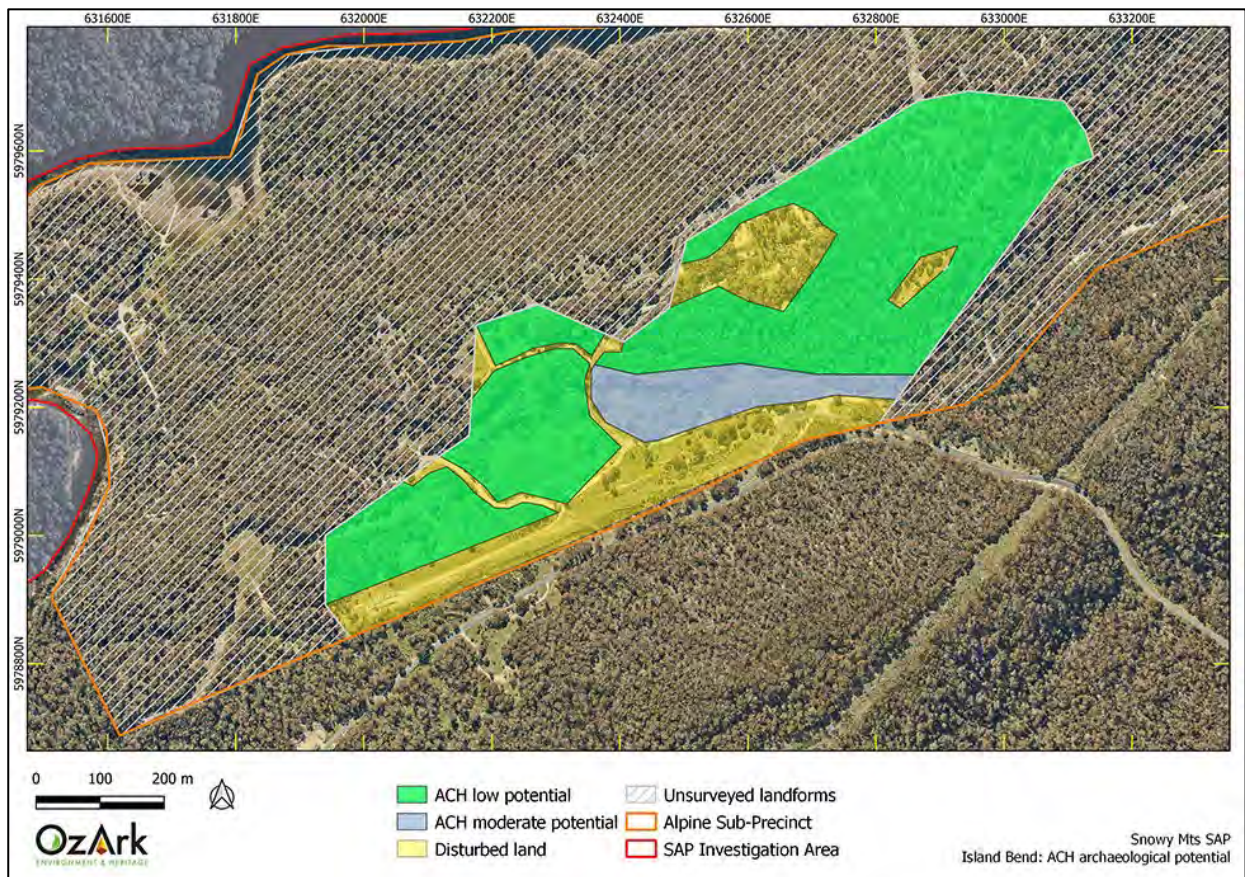 631600E 631800E 632000E 632200E 632400E 632600E 632800E 633000E 633200E
5979600N
5979400N
5979200N
5979000N
5978800N
0 100 200 m
OzArk
ENVIRONMENT & HERITAGE
ACH low potential
ACH moderate potential
Disturbed land
Unsurveyed landforms
Alpine Sub-Precinct
SAP Investigation Area
Snowy Mts SAP
Island Bend: ACH archaeological potential